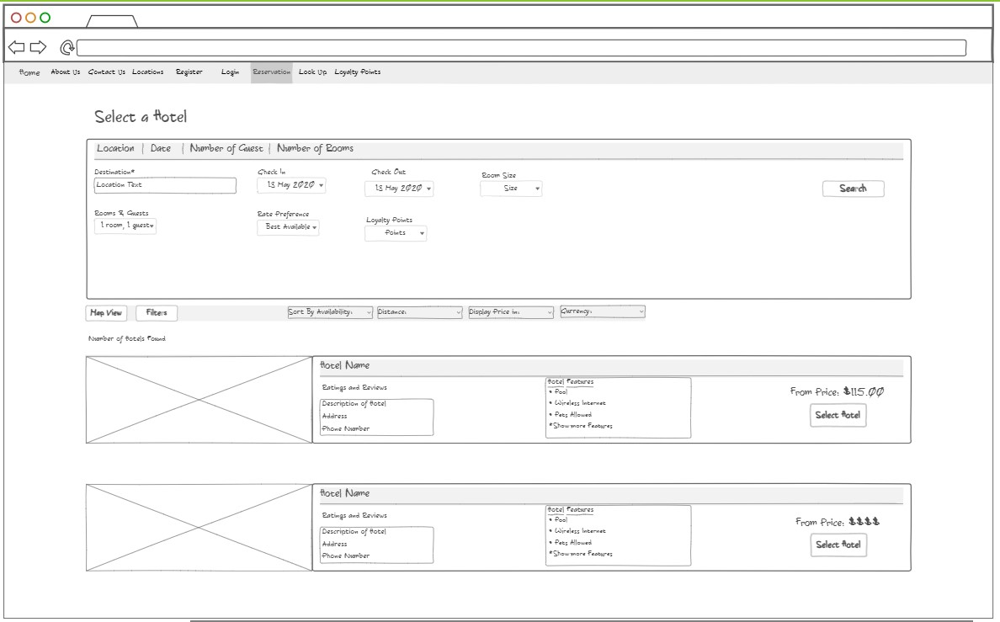 Home About Us Contact Us Locations Register Login Reservation Look Up Loyalty Points
Select a Hotel
Location | Date | Number of Guest | Number of Rooms
Destination* Check In Check Out Room Size
Location Text 13 May 2020 13 May 2020 Size Search
Rooms & Guests Rate Preference Loyalty Points
1 room, 1 guest Best Available Points
Map View Filters Sort By Availability: Distance: Display Price in: Currency:
Number of Hotels Found
Hotel Name
Ratings and Reviews
Description of Hotel
Address
Phone Number
Hotel Features
• Pool
• Wireless Internet
• Pets Allowed
*Show more Features
From Price: $115.00
Select Hotel
Hotel Name
Ratings and Reviews
Description of Hotel
Address
Phone Number
Hotel Features
• Pool
• Wireless Internet
• Pets Allowed
*Show more Features
From Price: $$$$
Select Hotel